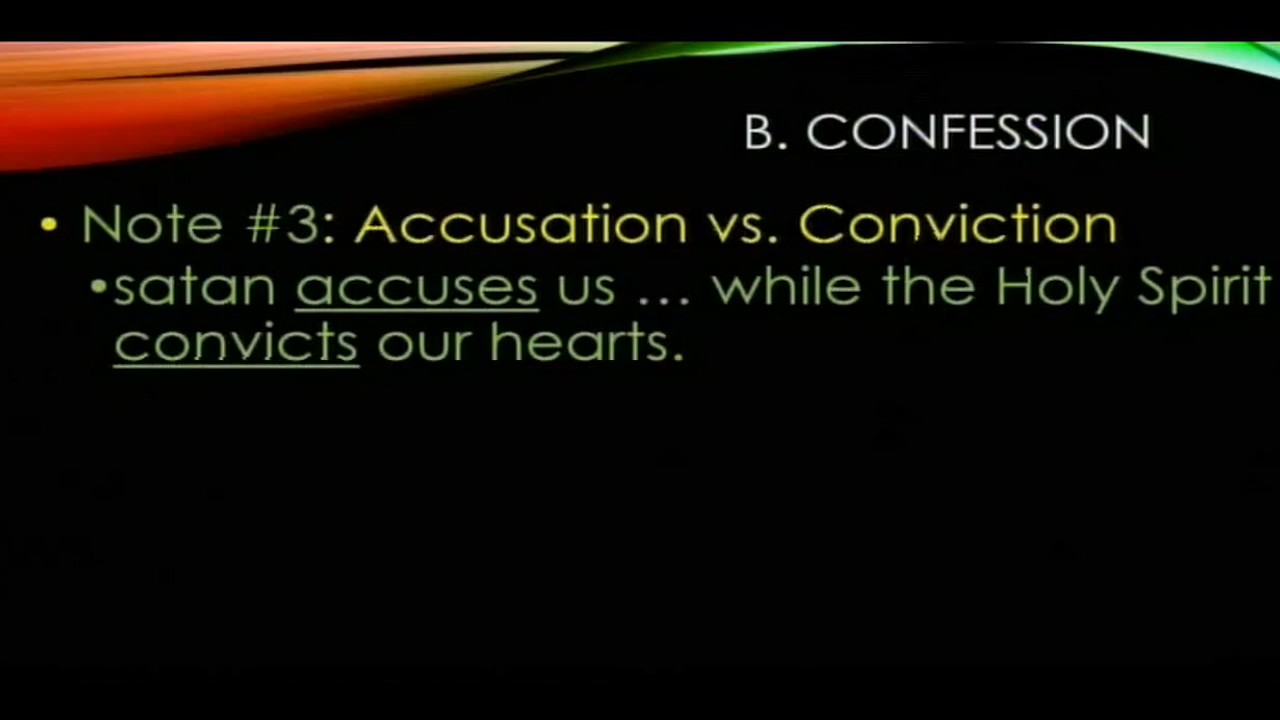 B. CONFESSION
• Note #3: Accusation vs. Conviction
•satan accuses us … while the Holy Spirit
convicts our hearts.